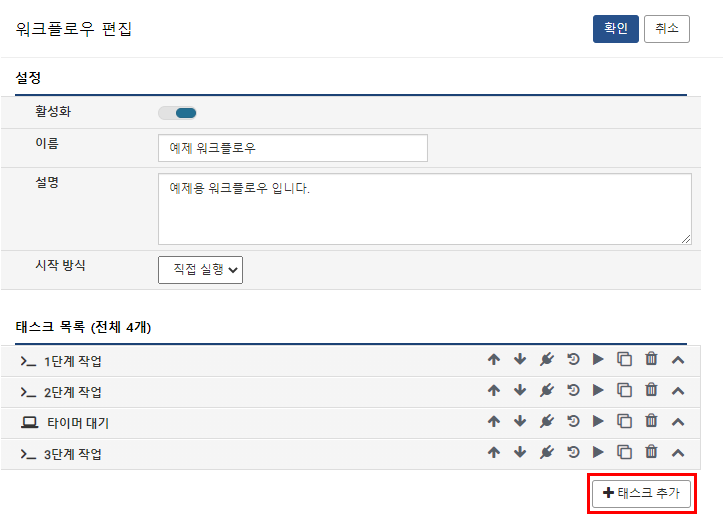 워크플로우 편집
확인 취소
설정
활성화
이름 예제 워크플로우
설명 예제용 워크플로우 입니다.
시작 방식 직접 실행
태스크 목록 (전체 4개)
1단계 작업
2단계 작업
타이머 대기
3단계 작업
태스크 추가